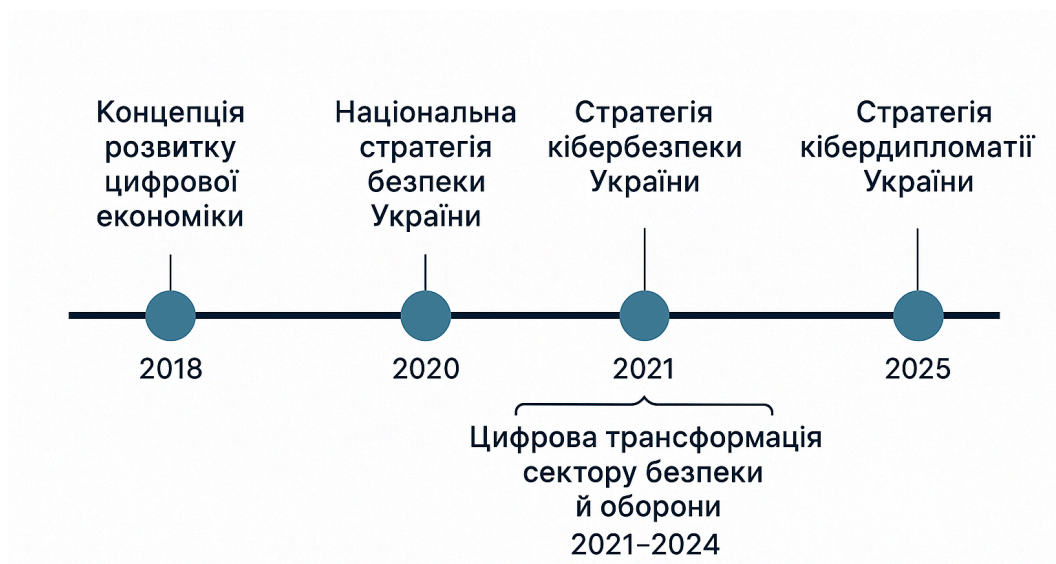 Концепція
розвитку
цифрової
економіки
Національна
стратегія
безпеки
України
Стратегія
кібербезпеки
України
Стратегія
кібердипломатії
України
2018
2020
2021
2025
Цифрова трансформація
сектору безпеки
й оборони
2021–2024